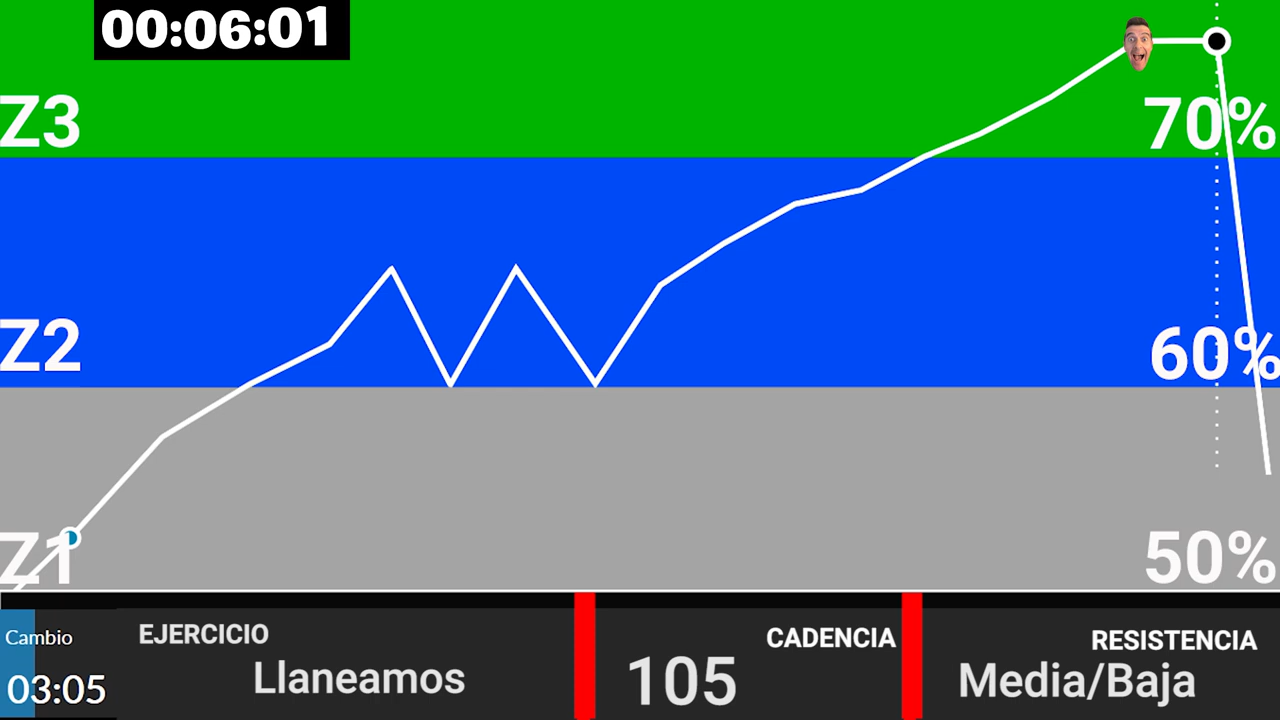 00:06:01
Z3
70%
Z2
60%
Z1
50%
Cambio
03:05
EJERCICIO
Llaneamos
CADENCIA
105
RESISTENCIA
Media/Baja